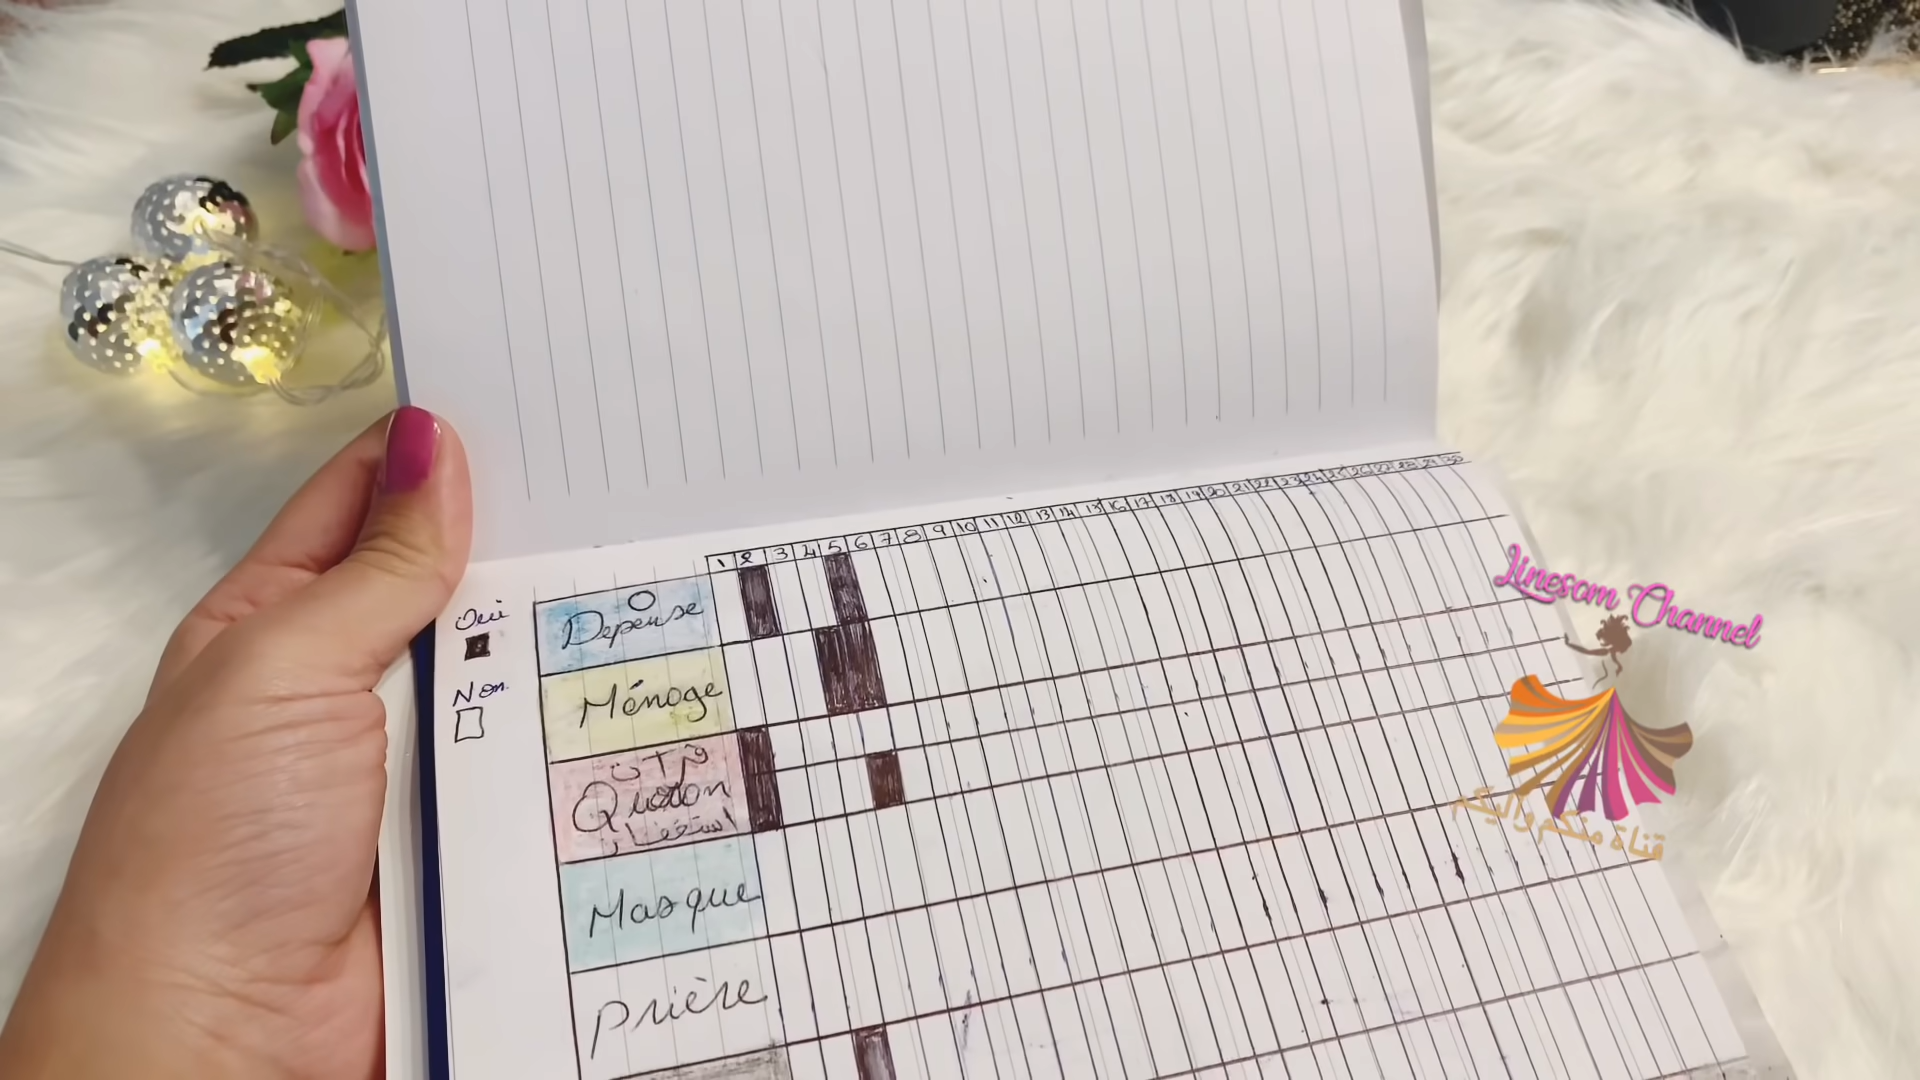 1 2 3 4 5 6 7 8 9 10 11 12 13 14 15 16 17 18 19 20 21 22 23 24 25 26 27 28 29 30
Oui
Non
O
Depense
Ménage
قرآن
Quran
استغفار
Masque
Prière
Linesom Channel
قناة منكم وإليكم